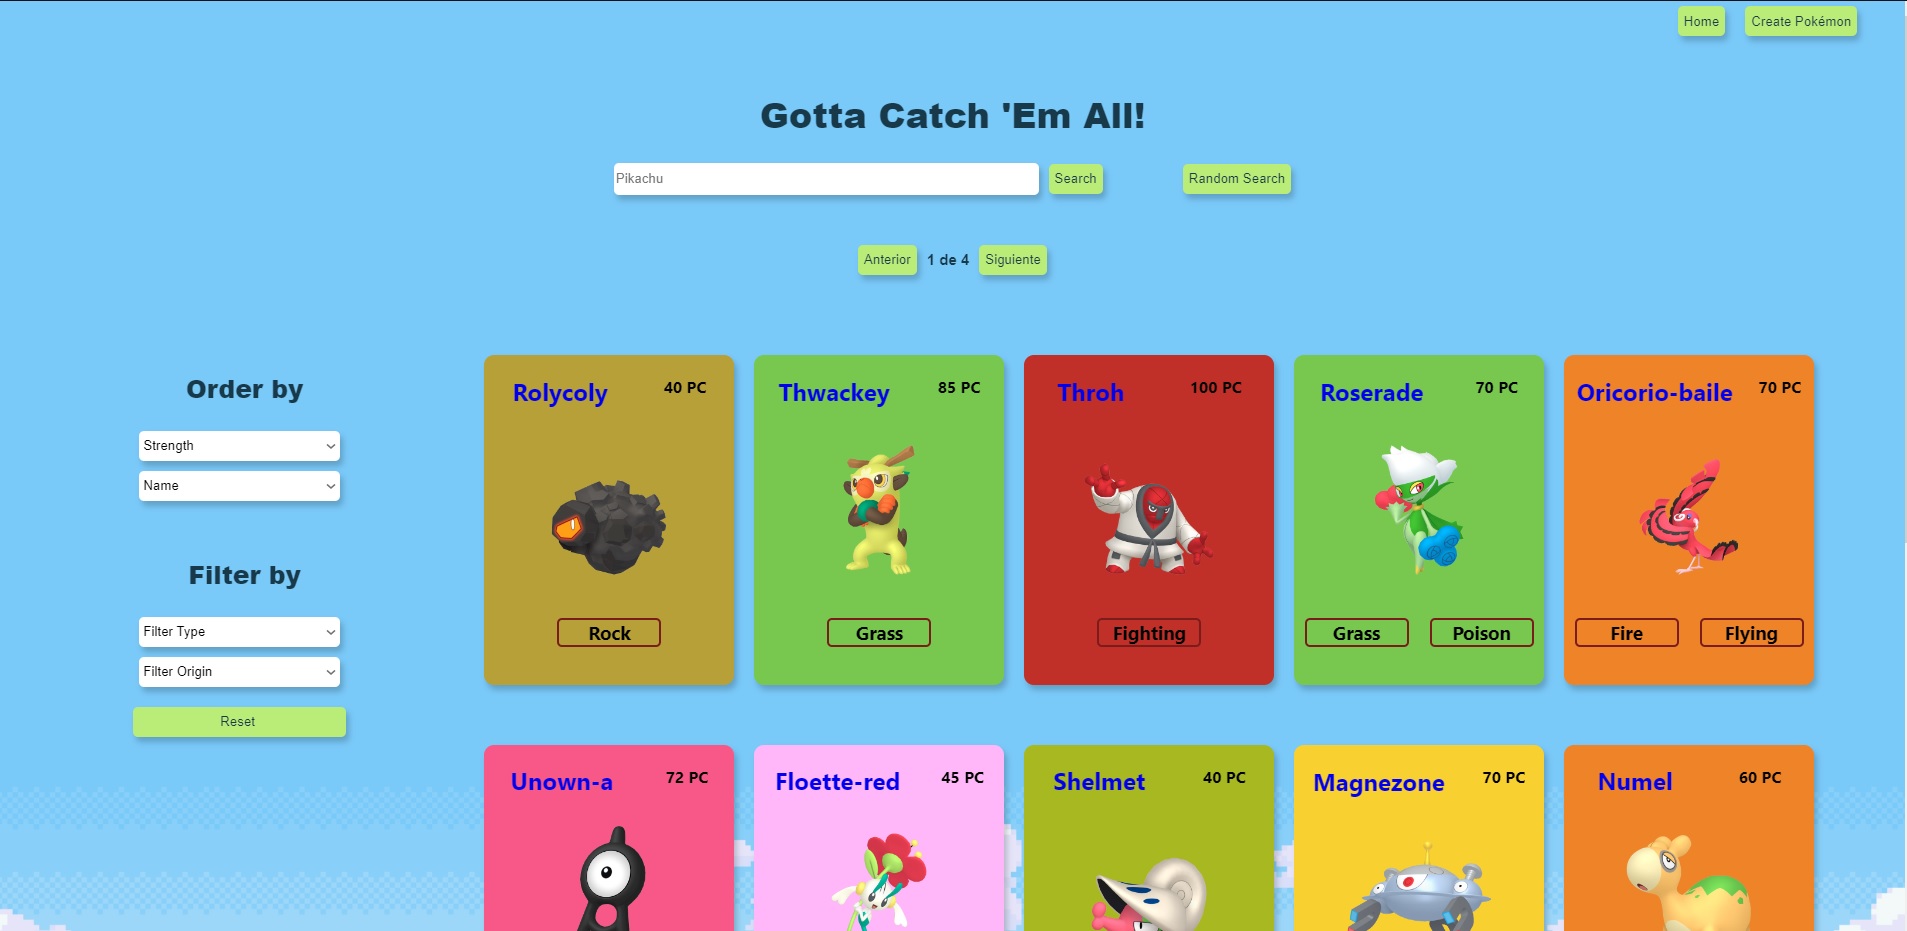 Home Create Pokémon
Gotta Catch 'Em All!
Pikachu Search Random Search
Anterior 1 de 4 Siguiente
Order by
Strength
Name
Filter by
Filter Type
Filter Origin
Reset
Rolycoly 40 PC
Rock
Thwackey 85 PC
Grass
Throh 100 PC
Fighting
Roserade 70 PC
Grass Poison
Oricorio-baile 70 PC
Fire Flying
Unown-a 72 PC
Floette-red 45 PC
Shelmet 40 PC
Magnezone 70 PC
Numel 60 PC